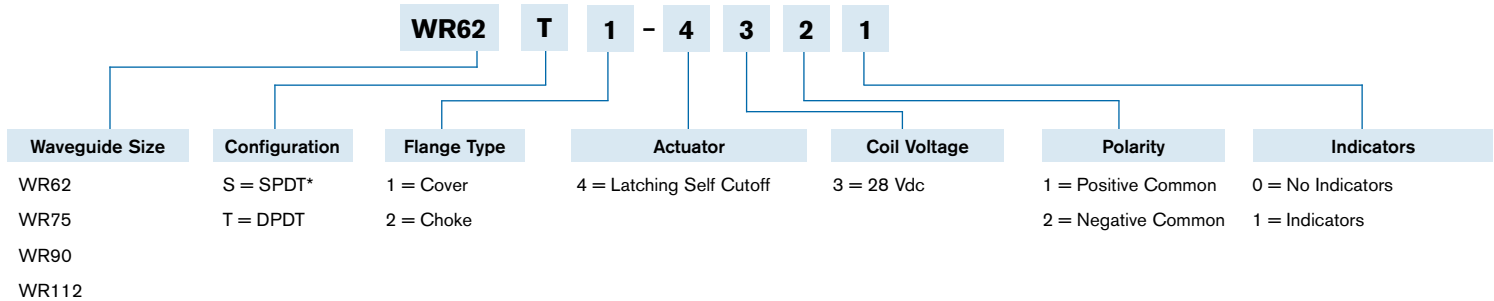 WR62 T 1 - 4 3 2 1
Waveguide Size Configuration Flange Type Actuator Coil Voltage Polarity Indicators
WR62 S = SPDT* 1 = Cover 4 = Latching Self Cutoff 3 = 28 Vdc 1 = Positive Common 0 = No Indicators
WR75 T = DPDT 2 = Choke 2 = Negative Common 1 = Indicators
WR90
WR112